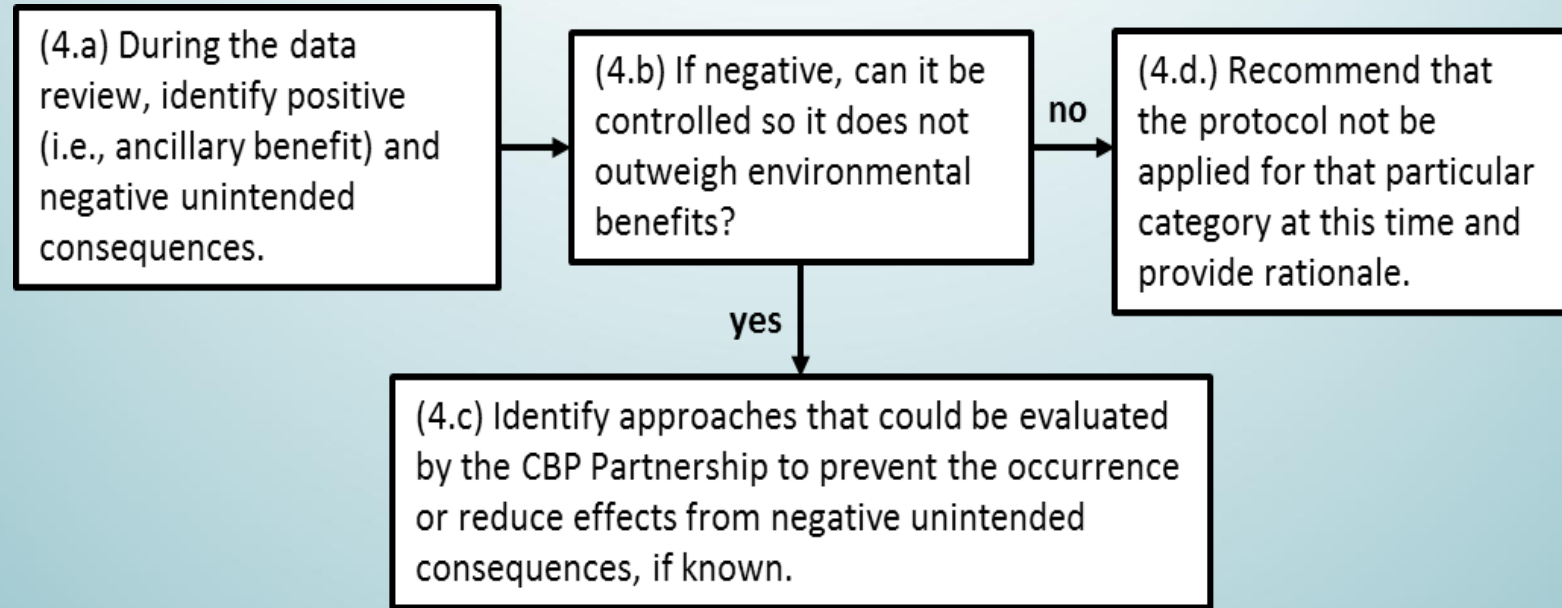 (4.a) During the data
review, identify positive
(i.e., ancillary benefit) and
negative unintended
consequences.
(4.b) If negative, can it be
controlled so it does not
outweigh environmental
benefits?
no
(4.d.) Recommend that
the protocol not be
applied for that particular
category at this time and
provide rationale.
yes
(4.c) Identify approaches that could be evaluated
by the CBP Partnership to prevent the occurrence
or reduce effects from negative unintended
consequences, if known.